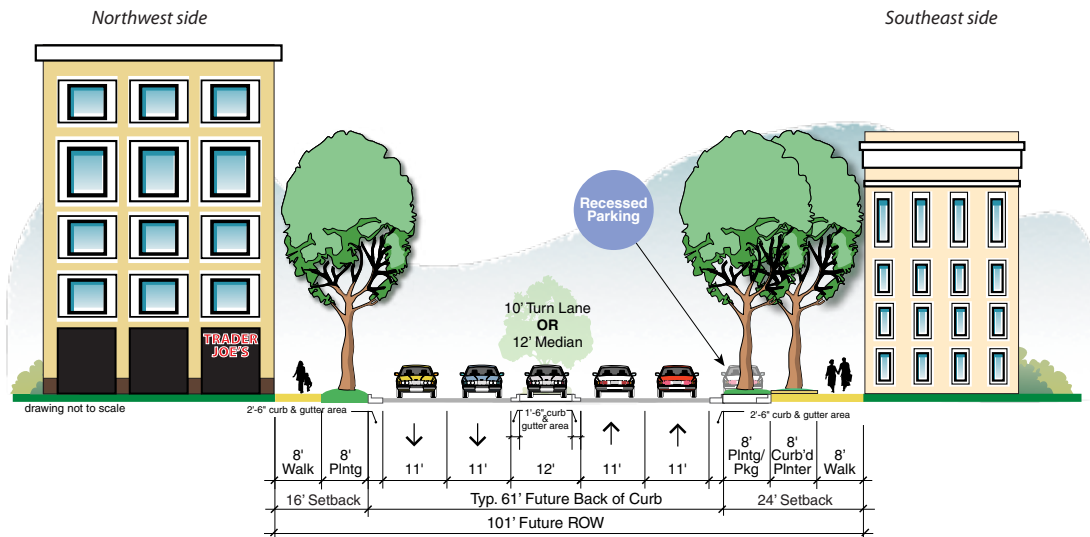 Northwest side
Southeast side
Recessed
Parking
10' Turn Lane
OR
12' Median
TRADER
JOE'S
drawing not to scale
2'-6" curb & gutter area
1'-6" curb
&
gutter area
2'-6" curb & gutter area
8'
Walk
8'
Plntg
11'
11'
12'
11'
11'
8'
Plntg/
Pkg
8'
Curb'd
Plnter
8'
Walk
16' Setback
Typ. 61' Future Back of Curb
24' Setback
101' Future ROW